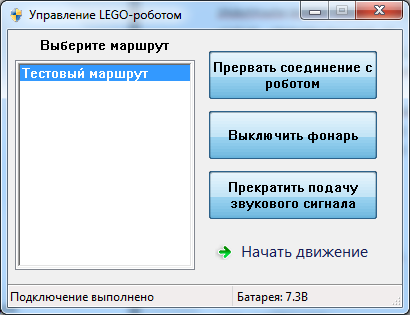 Управление LEGO-роботом
Выберите маршрут
Тестовый маршрут
Прервать соединение с
роботом
Выключить фонарь
Прекратить подачу
звукового сигнала
Начать движение
Подключение выполнено
Батарея: 7.3В